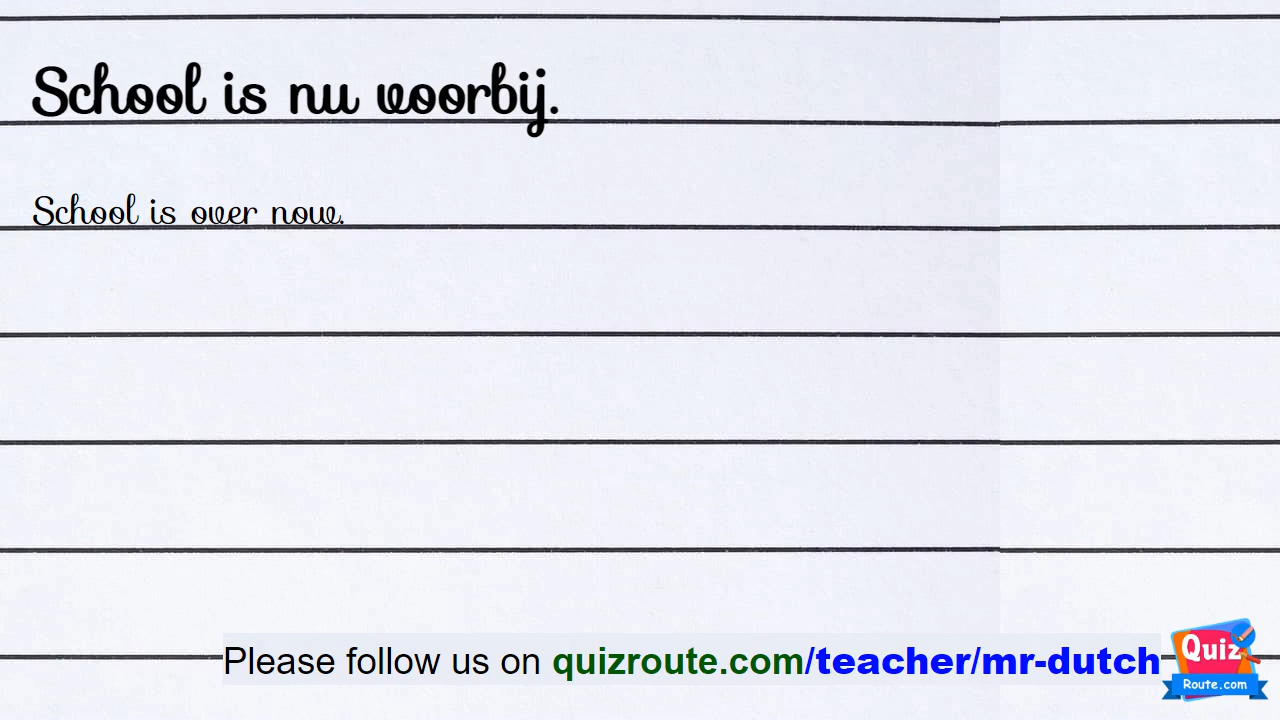 School is nu voorbij.
School is over now.
Please follow us on quizroute.com/teacher/mr-dutch
Quiz
Route.com